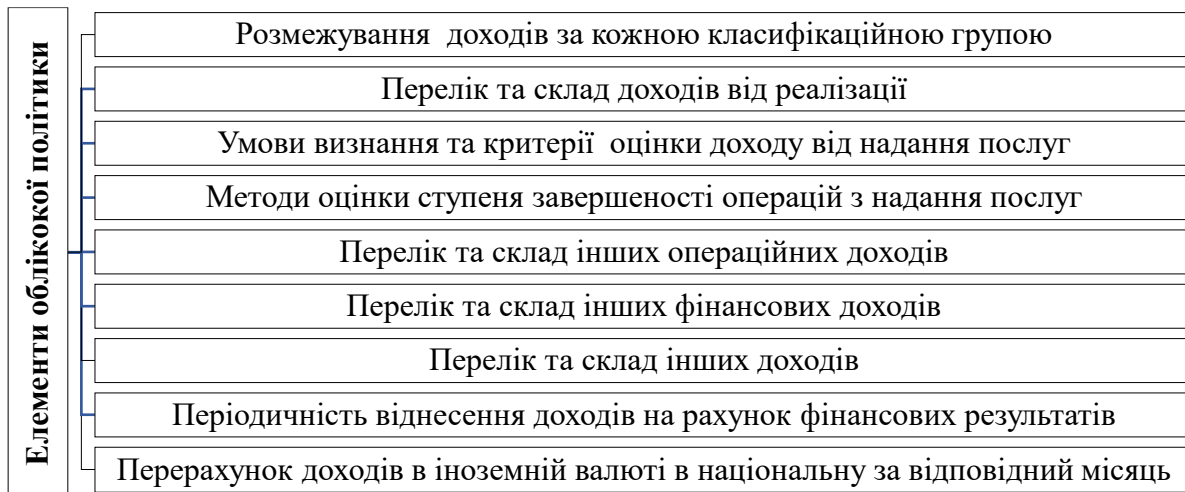 Елементи облікової політики
Розмежування доходів за кожною класифікаційною групою
Перелік та склад доходів від реалізації
Умови визнання та критерії оцінки доходу від надання послуг
Методи оцінки ступеня завершеності операцій з надання послуг
Перелік та склад інших операційних доходів
Перелік та склад інших фінансових доходів
Перелік та склад інших доходів
Періодичність віднесення доходів на рахунок фінансових результатів
Перерахунок доходів в іноземній валюті в національну за відповідний місяць